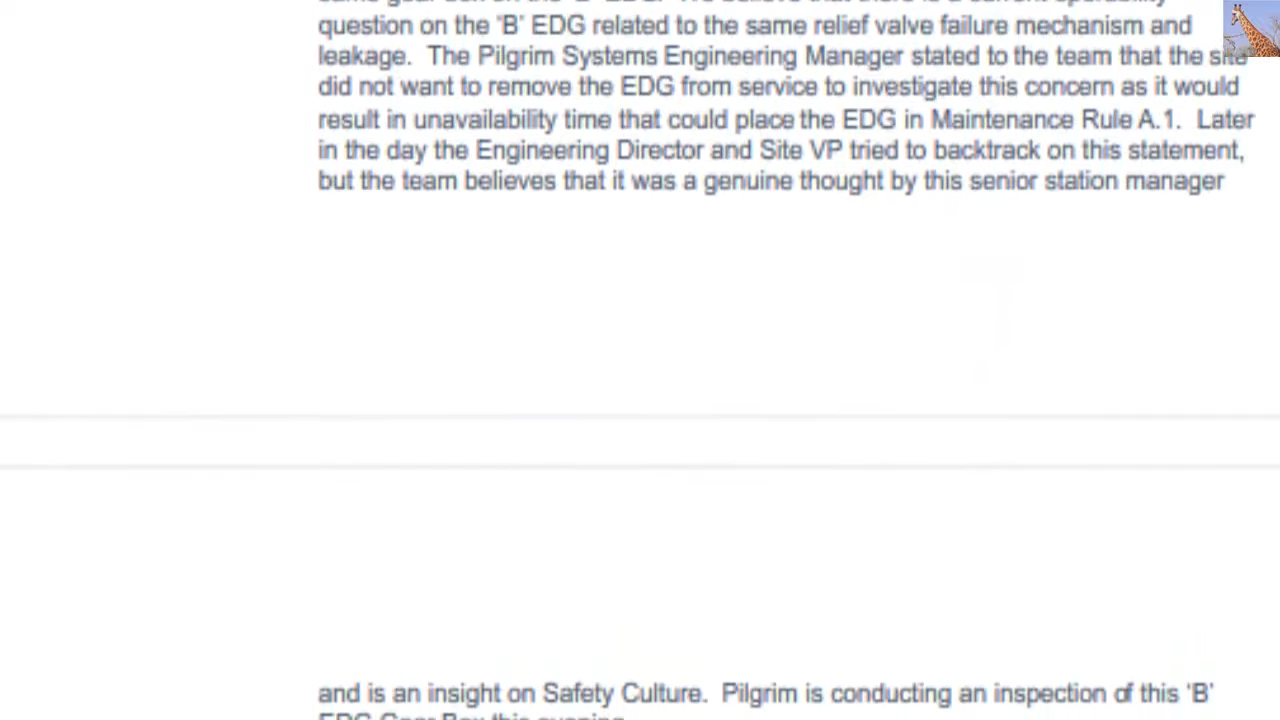 question on the 'B' EDG related to the same relief valve failure mechanism and
leakage.  The Pilgrim Systems Engineering Manager stated to the team that the site
did not want to remove the EDG from service to investigate this concern as it would
result in unavailability time that could place the EDG in Maintenance Rule A.1.  Later
in the day the Engineering Director and Site VP tried to backtrack on this statement,
but the team believes that it was a genuine thought by this senior station manager
and is an insight on Safety Culture.  Pilgrim is conducting an inspection of this 'B'